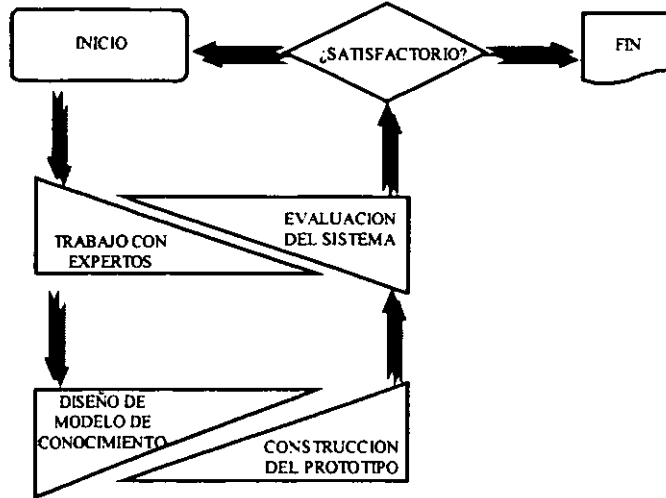 INICIO
¿SATISFACTORIO?
FIN
TRABAJO CON
EXPERTOS
EVALUACION
DEL SISTEMA
DISEÑO DE
MODELO DE
CONOCIMIENTO
CONSTRUCCION
DEL PROTOTIPO